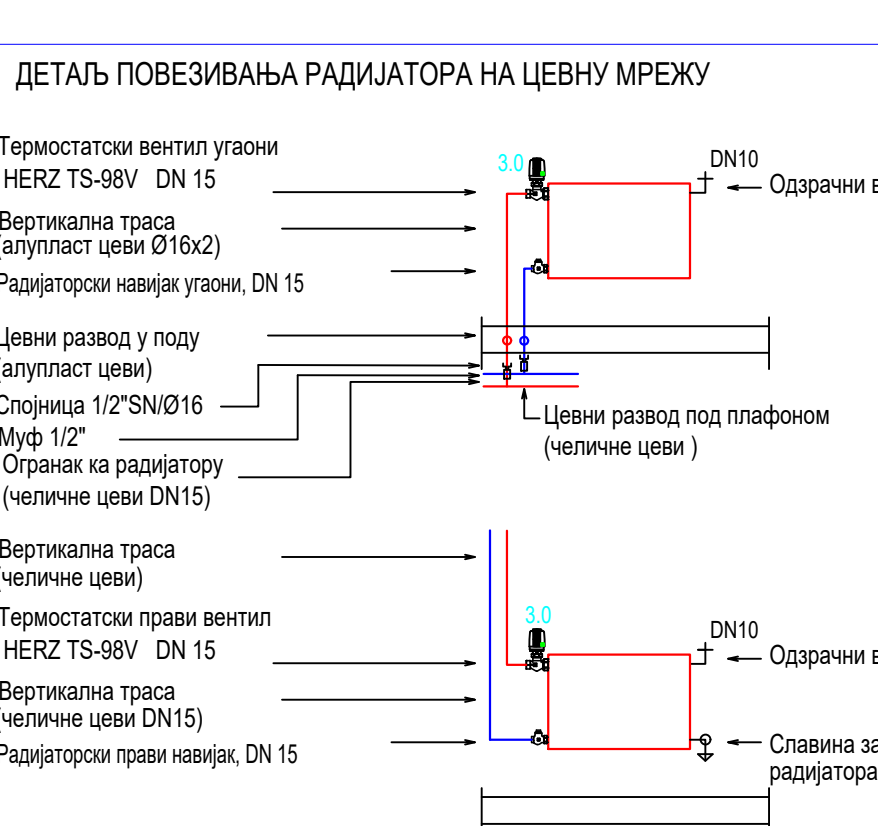 ДЕТАЉ ПОВЕЗИВАЊА РАДИЈАТОРА НА ЦЕВНУ МРЕЖУ
Термостатски вентил угаони
HERZ TS-98V DN 15
Вертикална траса
(алупласт цеви Ø16x2)
Радијаторски навијак угаони, DN 15
Цевни развод у поду
(алупласт цеви)
Спојница 1/2"SN/Ø16
Муф 1/2"
Огранак ка радијатору
(челичне цеви DN15)
3.0
DN10
Одзрачни
Цевни развод под плафоном
(челичне цеви )
Вертикална траса
(челичне цеви)
Термостатски прави вентил
HERZ TS-98V DN 15
Вертикална траса
(челичне цеви DN15)
Радијаторски прави навијак, DN 15
3.0
DN10
Одзрачни
Славина за
радијатора